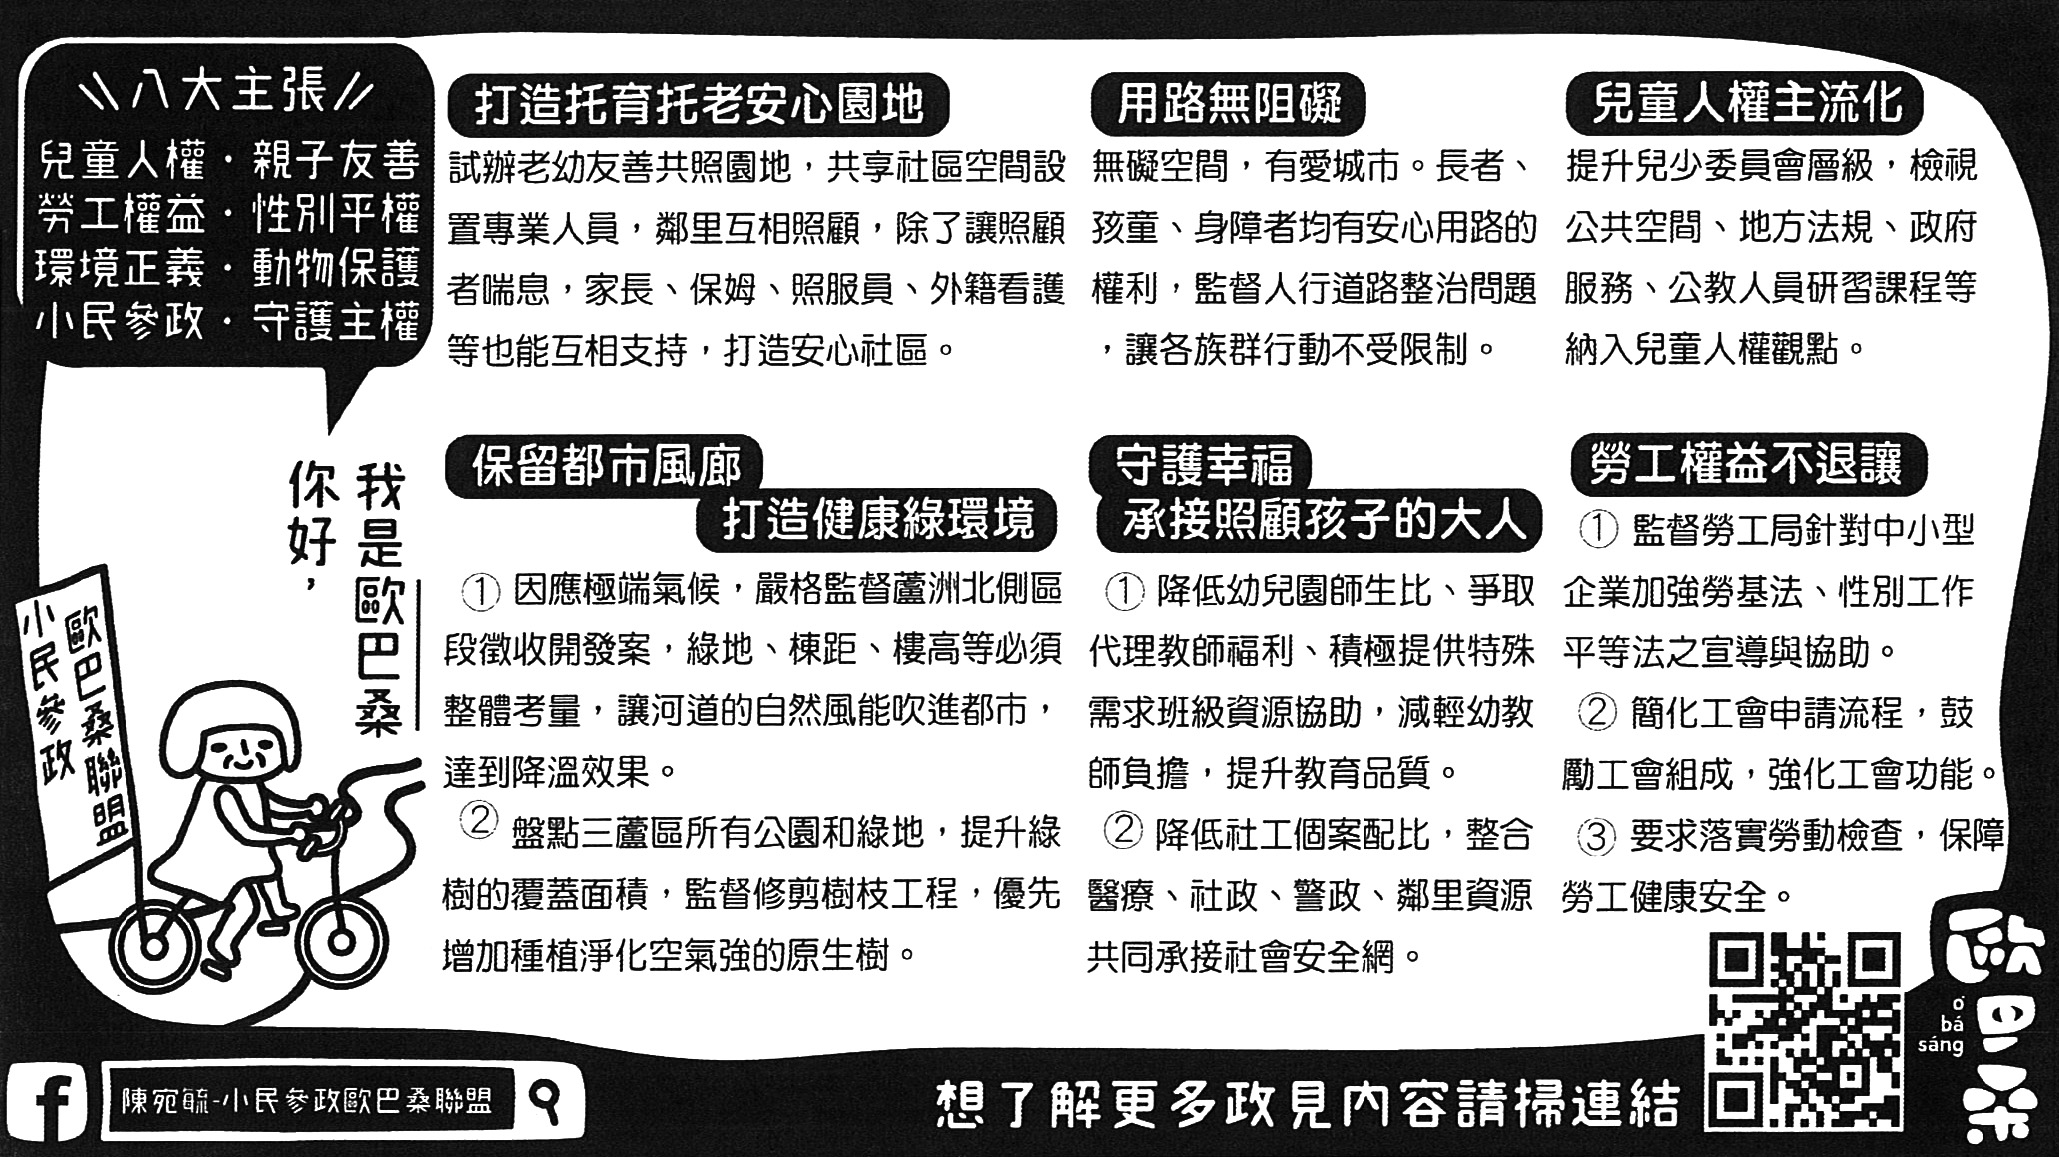 \\八大主張//
兒童人權・親子友善
勞工權益・性別平權
環境正義・動物保護
小民參政・守護主權
你好，
我是歐巴桑
小民參政
歐巴桑聯盟
打造托育托老安心園地
試辦老幼友善共照園地，共享社區空間設
置專業人員，鄰里互相照顧，除了讓照顧
者喘息，家長、保姆、照服員、外籍看護
等也能互相支持，打造安心社區。
用路無阻礙
無礙空間，有愛城市。長者、
孩童、身障者均有安心用路的
權利，監督人行道路整治問題
，讓各族群行動不受限制。
兒童人權主流化
提升兒少委員會層級，檢視
公共空間、地方法規、政府
服務、公教人員研習課程等
納入兒童人權觀點。
保留都市風廊
打造健康綠環境
① 因應極端氣候，嚴格監督蘆洲北側區
段徵收開發案，綠地、棟距、樓高等必須
整體考量，讓河道的自然風能吹進都市，
達到降溫效果。
② 盤點三蘆區所有公園和綠地，提升綠
樹的覆蓋面積，監督修剪樹枝工程，優先
增加種植淨化空氣強的原生樹。
守護幸福
承接照顧孩子的大人
① 降低幼兒園師生比、爭取
代理教師福利、積極提供特殊
需求班級資源協助，減輕幼教
師負擔，提升教育品質。
② 降低社工個案配比，整合
醫療、社政、警政、鄰里資源
共同承接社會安全網。
勞工權益不退讓
① 監督勞工局針對中小型
企業加強勞基法、性別工作
平等法之宣導與協助。
② 簡化工會申請流程，鼓
勵工會組成，強化工會功能。
③ 要求落實勞動檢查，保障
勞工健康安全。
歐巴桑
o bá sáng
f
陳宛毓-小民參政歐巴桑聯盟
想了解更多政見內容請掃連結